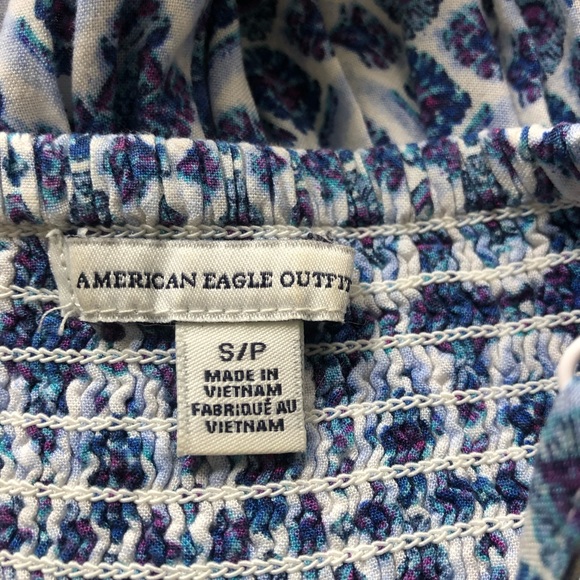 AMERICAN EAGLE OUTFIT
S/P
MADE IN
VIETNAM
FABRIQUÉ AU
VIETNAM